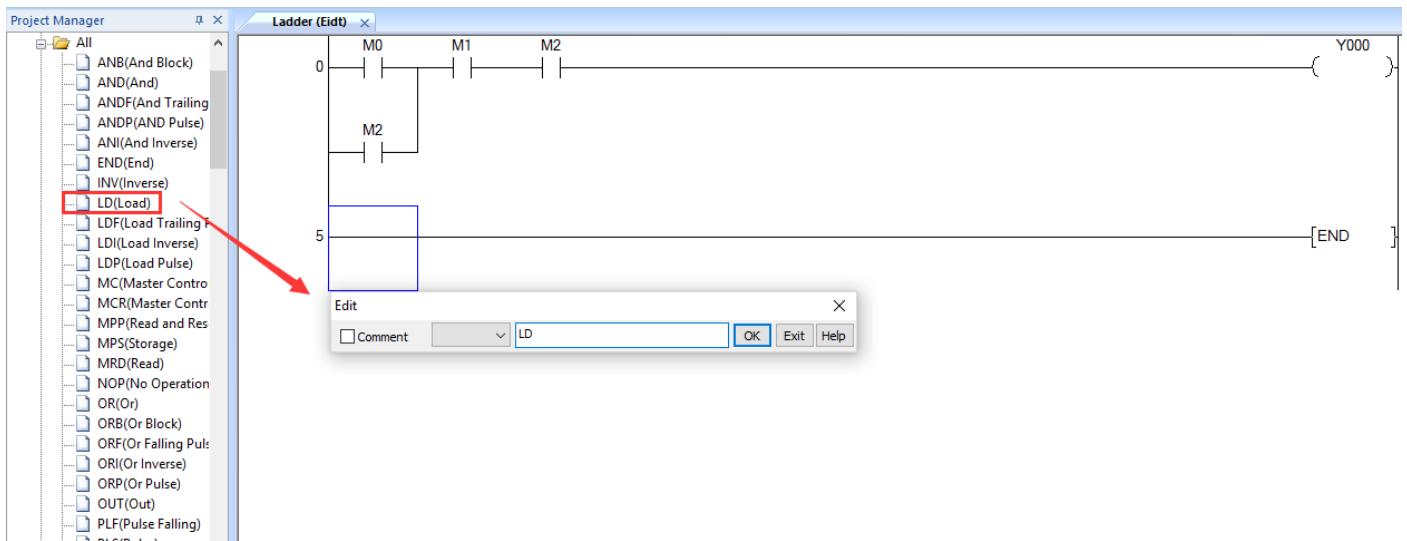 Project Manager
All
ANB(And Block)
AND(And)
ANDF(And Trailing
ANDP(AND Pulse)
ANI(And Inverse)
END(End)
INV(Inverse)
LD(Load)
LDF(Load Trailing
LDI(Load Inverse)
LDP(Load Pulse)
MC(Master Contro
MCR(Master Contr
MPP(Read and Res
MPS(Storage)
MRD(Read)
NOP(No Operation
OR(Or)
ORB(Or Block)
ORF(Or Falling Puls
ORI(Or Inverse)
ORP(Or Pulse)
OUT(Out)
PLF(Pulse Falling)
Ladder (Eidt)
M0 M1 M2 Y000
0
M2
5 END
Edit
Comment LD OK Exit Help